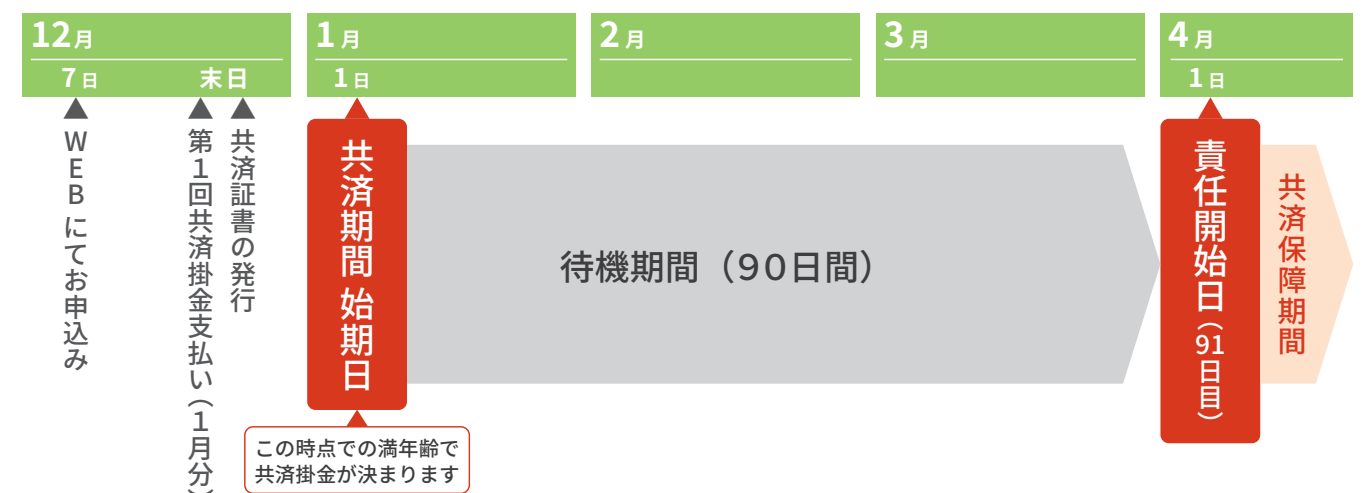 12月
7日
末日
1月
1日
2月
3月
4月
1日
WEBにてお申込み
第1回共済掛金支払い（1月分）
共済証書の発行
共済期間 始期日
この時点での満年齢で
共済掛金が決まります
待機期間（90日間）
責任開始日（91日目）
共済保障期間